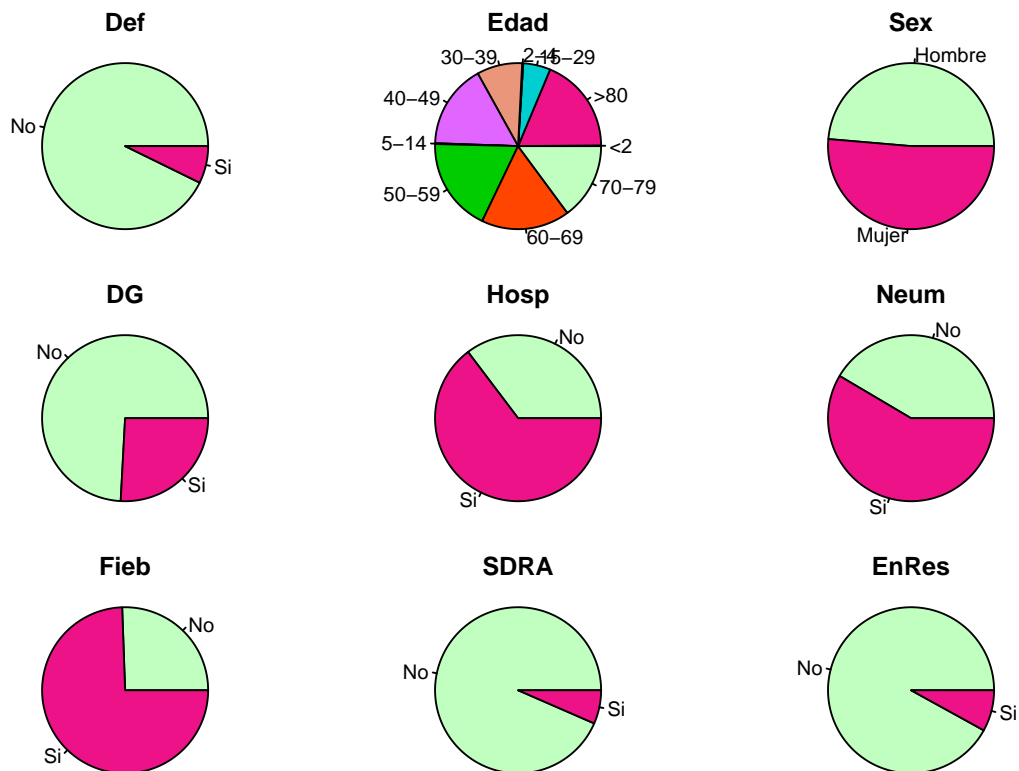 Def
No
Si
Edad
30–39
2–4
15–29
40–49
>80
5–14
<2
50–59
70–79
60–69
Sex
Hombre
Mujer
DG
No
Si
Hosp
No
Si
Neum
No
Si
Fieb
No
Si
SDRA
No
Si
EnRes
No
Si